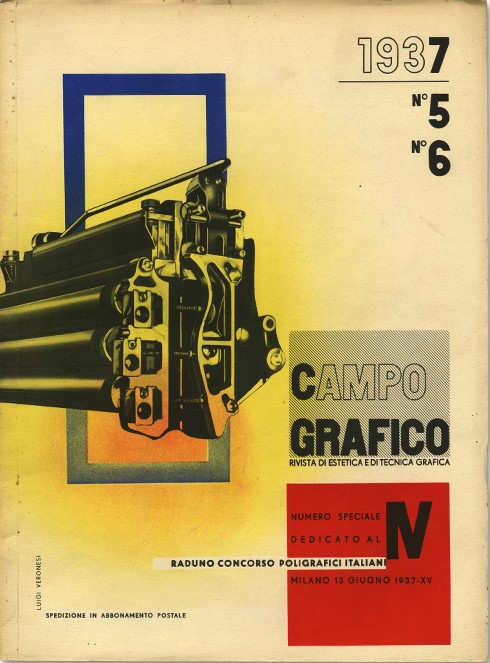 1937
N° 5
N° 6
CAMPO
GRAFICO
RIVISTA DI ESTETICA E DI TECNICA GRAFICA
NUMERO SPECIALE
DEDICATO AL IV
RADUNO CONCORSO POLIGRAFICI ITALIANI
MILANO 13 GIUGNO 1937-XV
LUIGI VERONESI
SPEDIZIONE IN ABBONAMENTO POSTALE